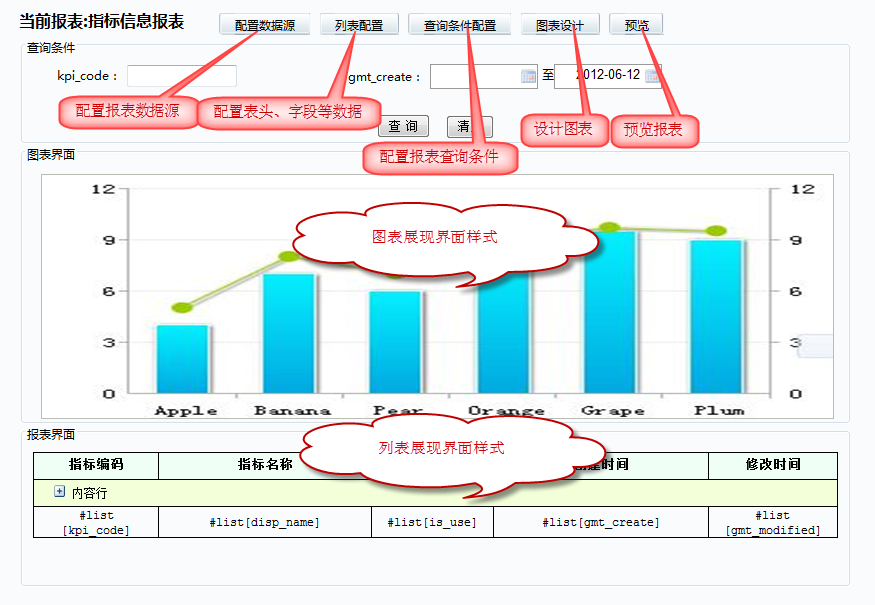 当前报表:指标信息报表
配置数据源
列表配置
查询条件配置
图表设计
预览
查询条件
kpi_code：
gmt_create：
至
2012-06-12
配置报表数据源
配置表头、字段等数据
查 询
清
设计图表
预览报表
配置报表查询条件
图表界面
12
12
图表展现界面样式
9
9
6
6
3
3
0
0
Apple
Banana
Pear
Orange
Grape
Plum
报表界面
列表展现界面样式
指标编码
指标名称
时间
修改时间
内容行
#list
[kpi_code]
#list[disp_name]
#list[is_use]
#list[gmt_create]
#list
[gmt_modified]